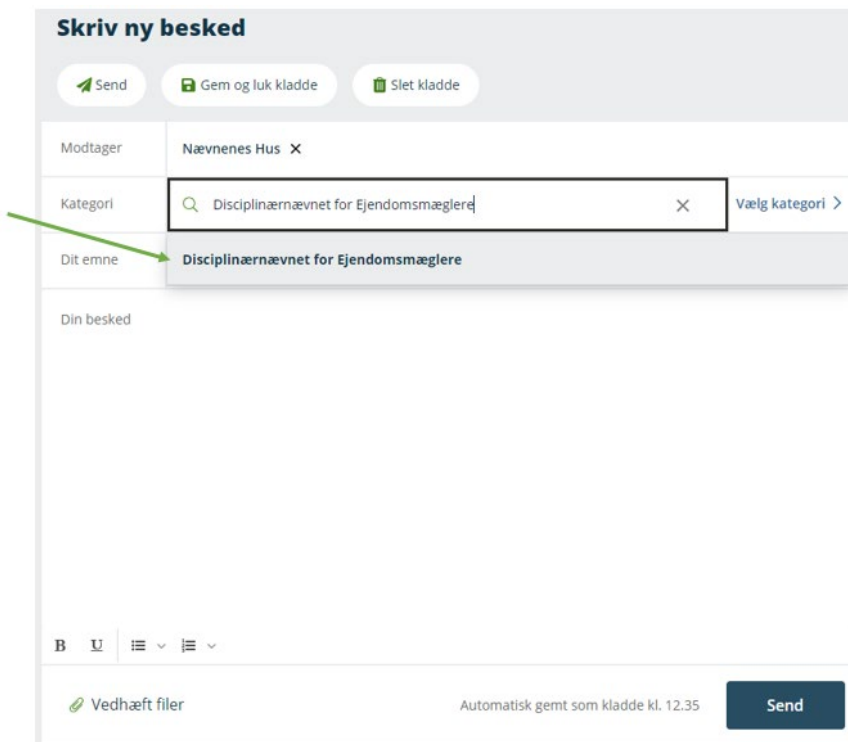 Skriv ny besked
Send Gem og luk kladde Slet kladde
Modtager Nævnenes Hus
Kategori Disciplinærnævnet for Ejendomsmæglere Vælg kategori
Dit emne Disciplinærnævnet for Ejendomsmæglere
Din besked
B U
Vedhæft filer Automatisk gemt som kladde kl. 12.35 Send